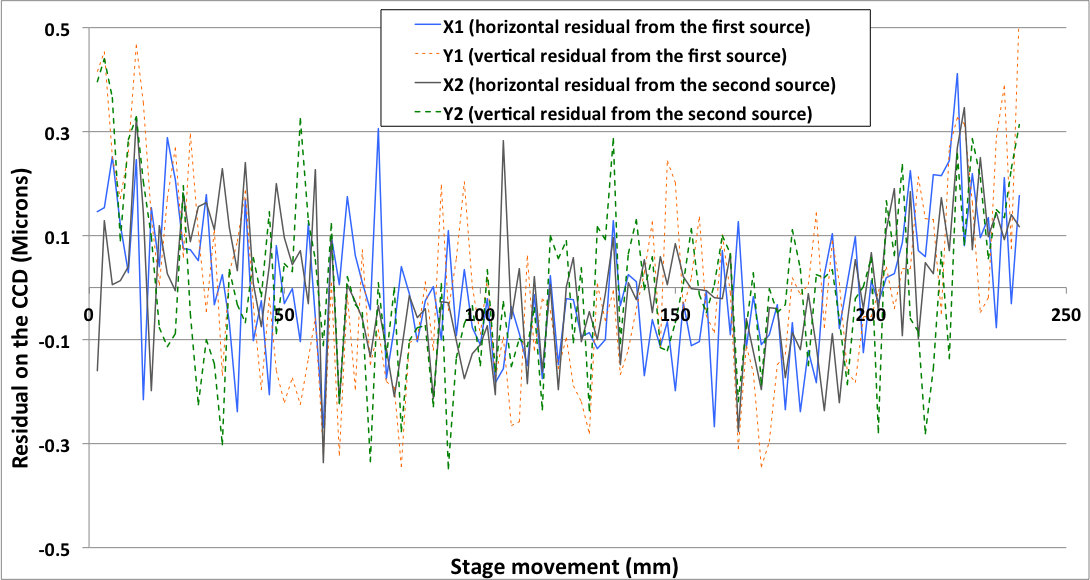 0.5
0.3
0.1
-0.1
-0.3
-0.5
Residual on the CCD (Microns)
X1 (horizontal residual from the first source)
Y1 (vertical residual from the first source)
X2 (horizontal residual from the second source)
Y2 (vertical residual from the second source)
0 50 100 150 200 250
Stage movement (mm)